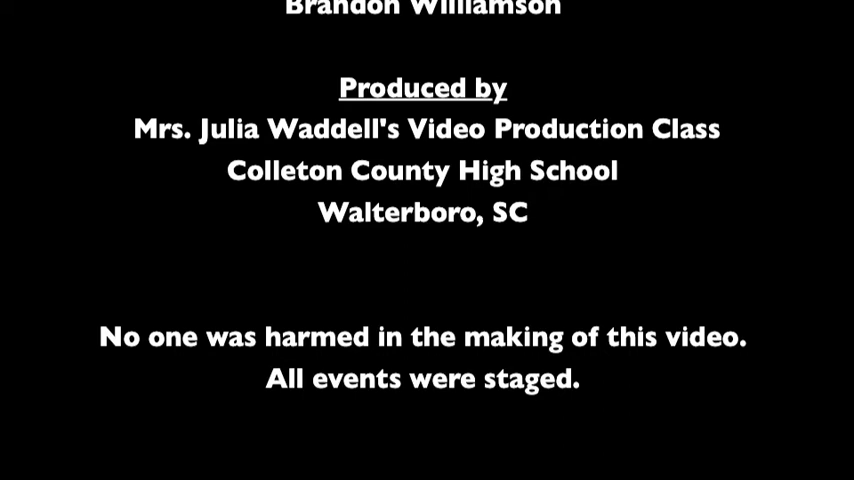 Brandon Williamson
Produced by
Mrs. Julia Waddell's Video Production Class
Colleton County High School
Walterboro, SC
No one was harmed in the making of this video.
All events were staged.